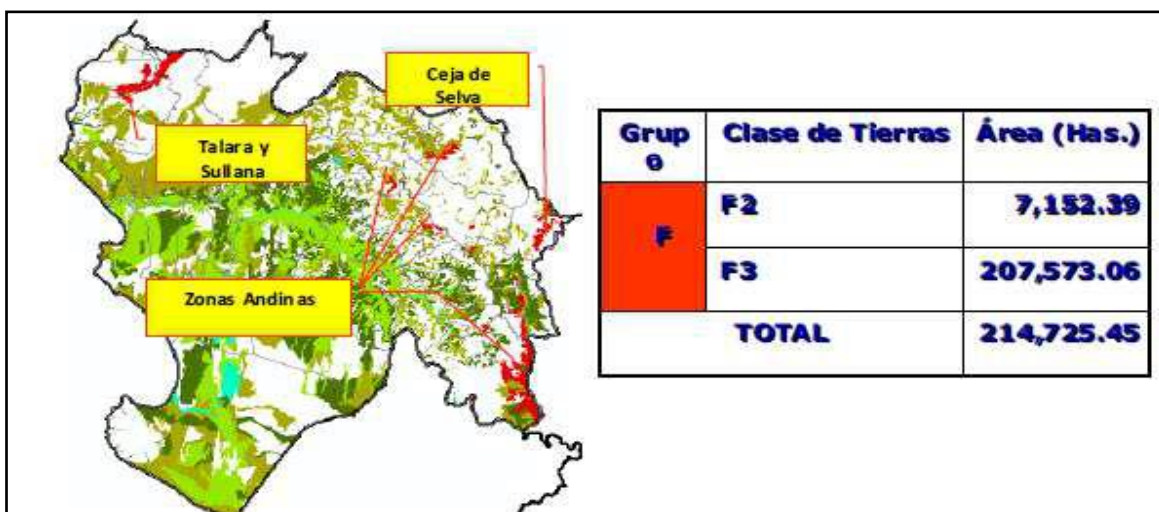 Ceja de
Selva
Talara y
Sullana
Zonas Andinas
Grup
o
Clase de Tierras
Área (Has.)
F
F2
7,152.39
F3
207,573.06
TOTAL
214,725.45